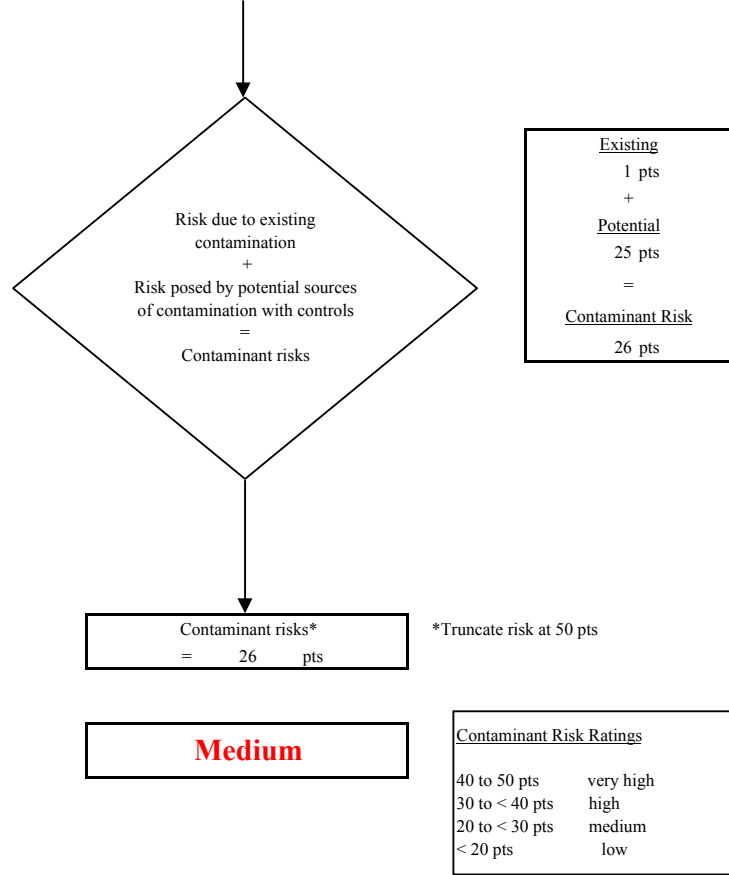 Risk due to existing
contamination
+
Risk posed by potential sources
of contamination with controls
=
Contaminant risks
Existing
1 pts
+
Potential
25 pts
=
Contaminant Risk
26 pts
Contaminant risks*
= 26 pts
*Truncate risk at 50 pts
Medium
Contaminant Risk Ratings
40 to 50 pts very high
30 to < 40 pts high
20 to < 30 pts medium
< 20 pts low